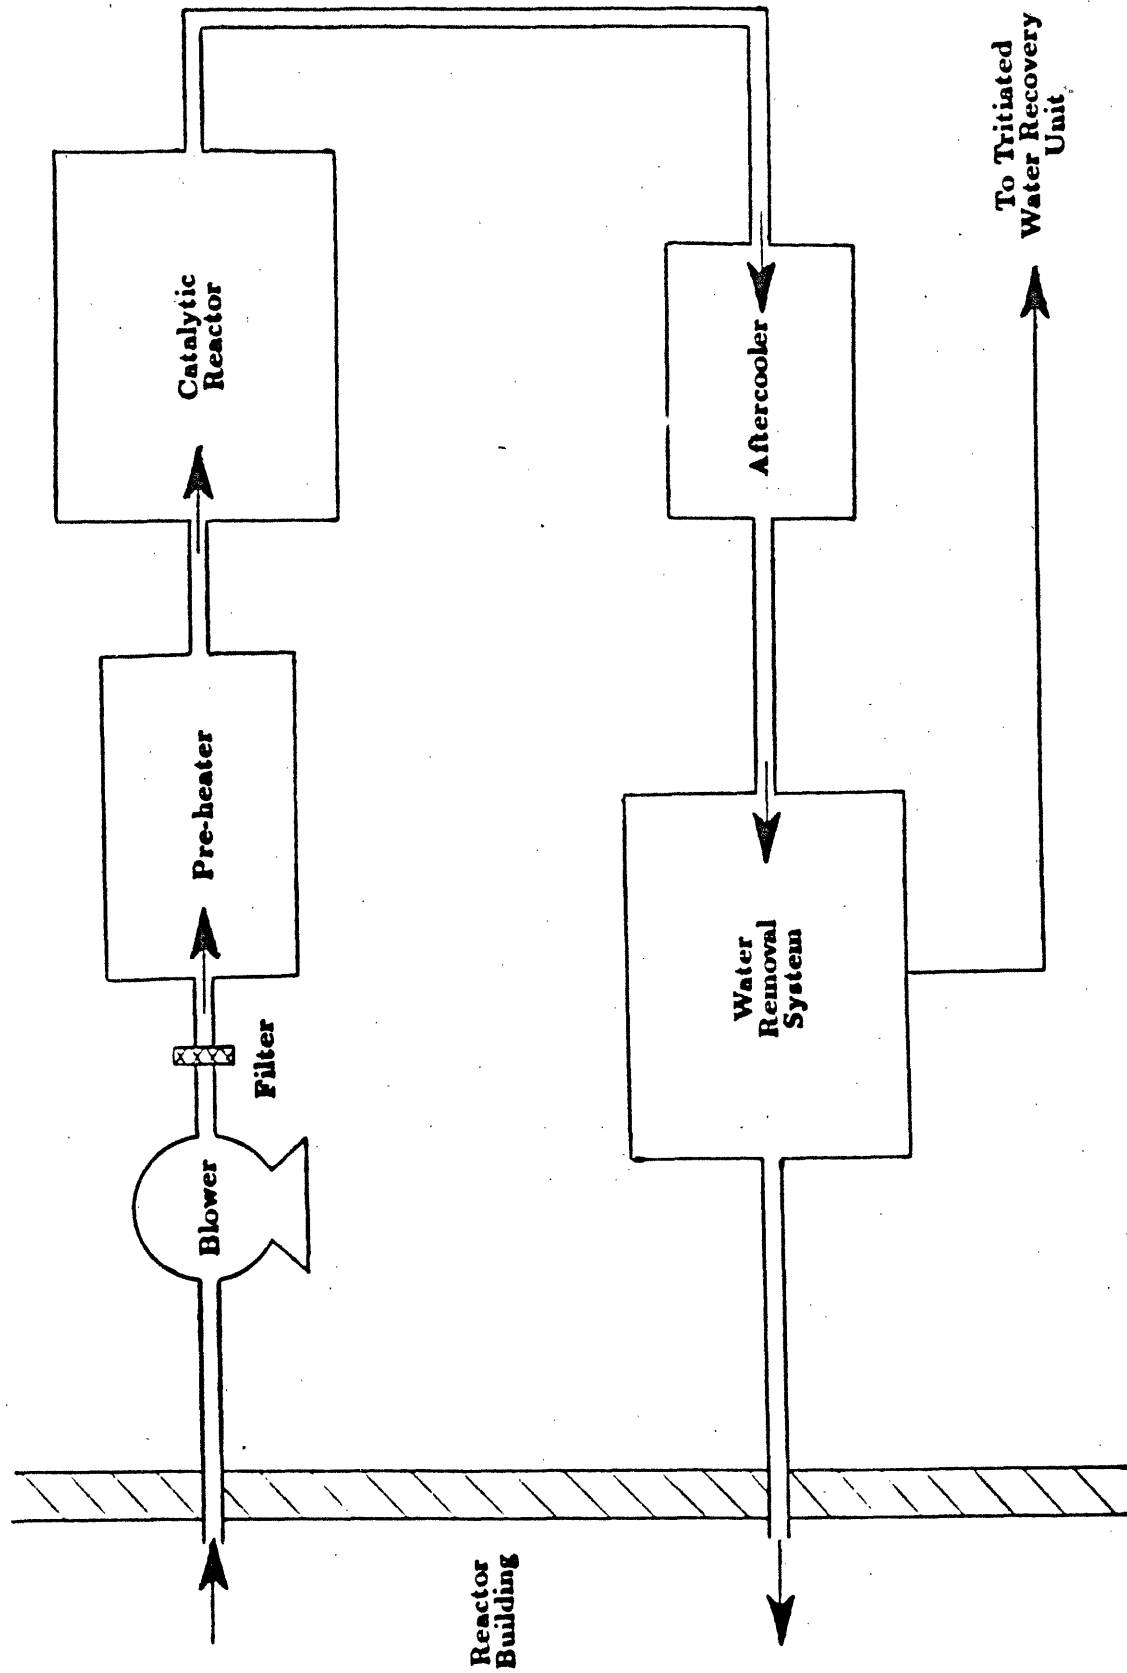 Reactor
Building
Blower
Filter
Pre-heater
Catalytic
Reactor
Aftercooler
Water
Removal
System
To Tritiated
Water Recovery
Unit